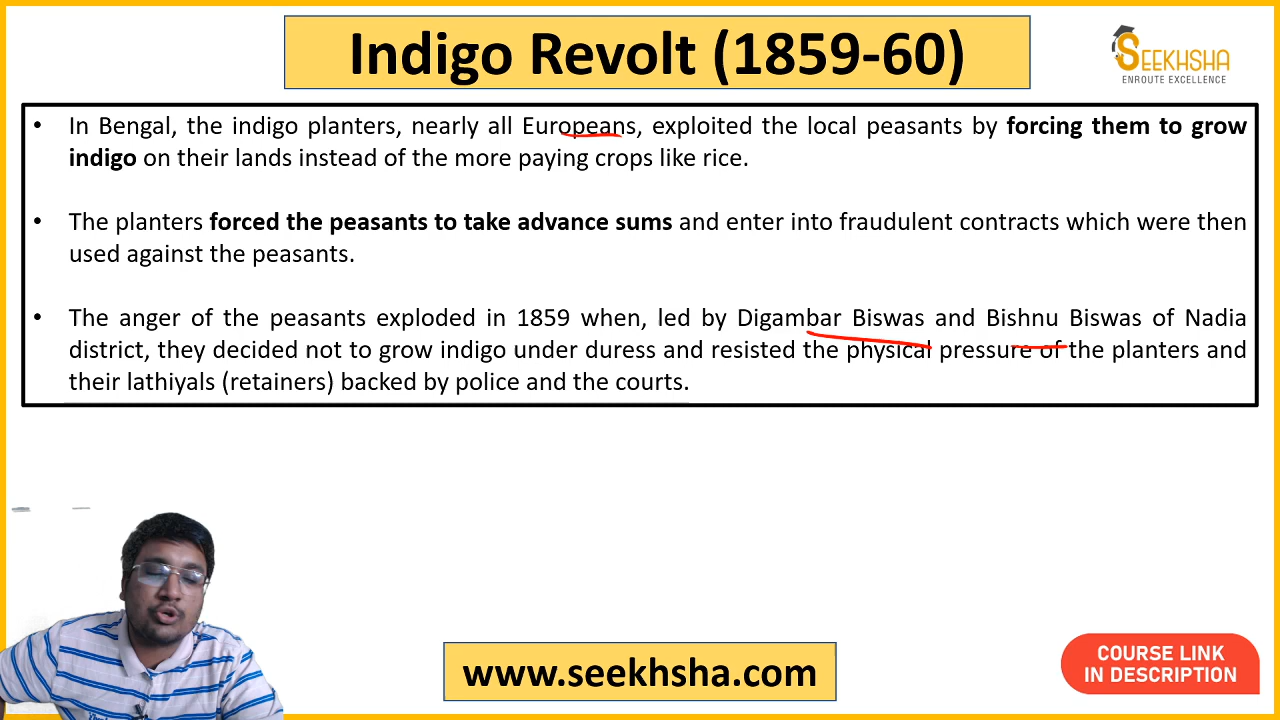 Indigo Revolt (1859-60)
SEEKHSHA
ENROUTE EXCELLENCE
• In Bengal, the indigo planters, nearly all Europeans, exploited the local peasants by forcing them to grow
indigo on their lands instead of the more paying crops like rice.
• The planters forced the peasants to take advance sums and enter into fraudulent contracts which were then
used against the peasants.
• The anger of the peasants exploded in 1859 when, led by Digambar Biswas and Bishnu Biswas of Nadia
district, they decided not to grow indigo under duress and resisted the physical pressure of the planters and
their lathiyals (retainers) backed by police and the courts.
www.seekhsha.com
COURSE LINK
IN DESCRIPTION